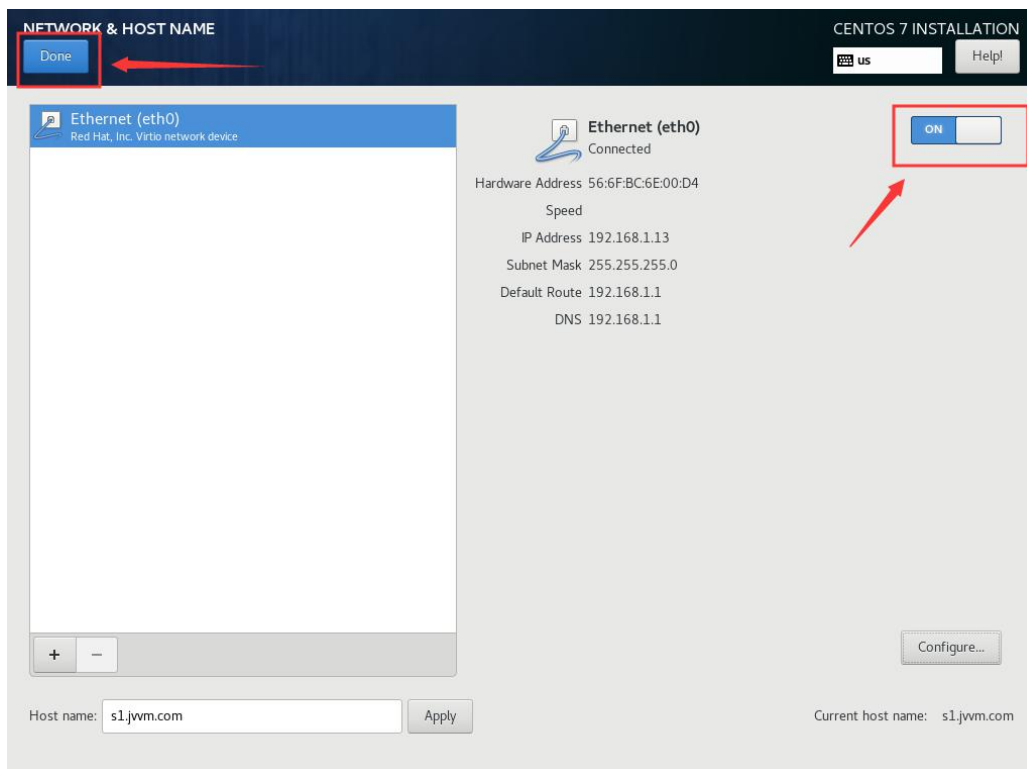 NETWORK & HOST NAME
Done
CENTOS 7 INSTALLATION
us
Help!
Ethernet (eth0)
Red Hat, Inc. Virtio network device
Ethernet (eth0)
Connected
ON
Hardware Address 56:6F:BC:6E:00:D4
Speed
IP Address 192.168.1.13
Subnet Mask 255.255.255.0
Default Route 192.168.1.1
DNS 192.168.1.1
+ −
Configure...
Host name: s1.jvvm.com Apply Current host name: s1.jvvm.com